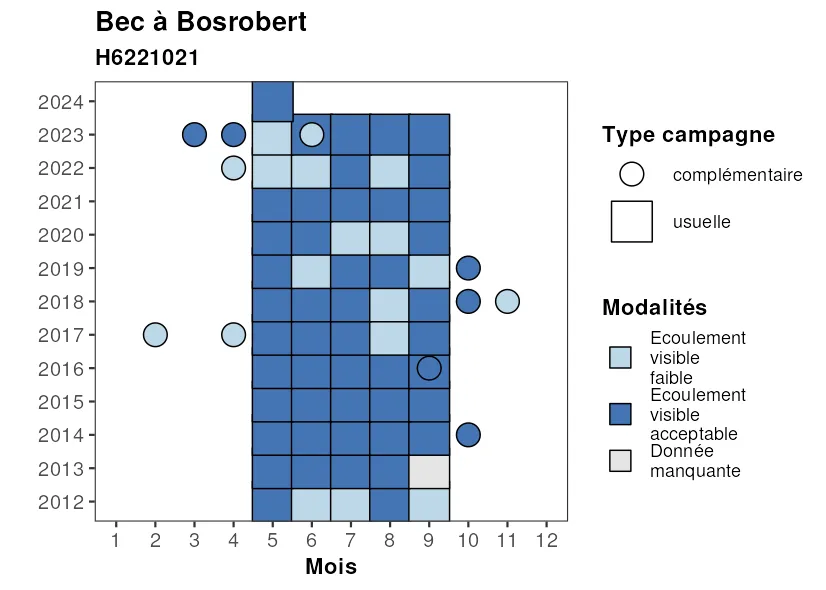 Bec à Bosrobert
H6221021
2024
2023
2022
2021
2020
2019
2018
2017
2016
2015
2014
2013
2012
1 2 3 4 5 6 7 8 9 10 11 12
Mois
Type campagne
complémentaire
usuelle
Modalités
Ecoulement
visible
faible
Ecoulement
visible
acceptable
Donnée
manquante